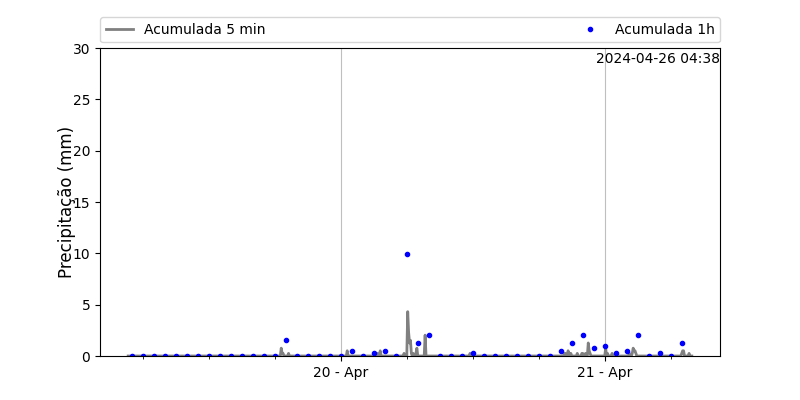 Acumulada 5 min
Acumulada 1h
2024-04-26 04:38
Precipitação (mm)
30
25
20
15
10
5
0
20 - Apr
21 - Apr